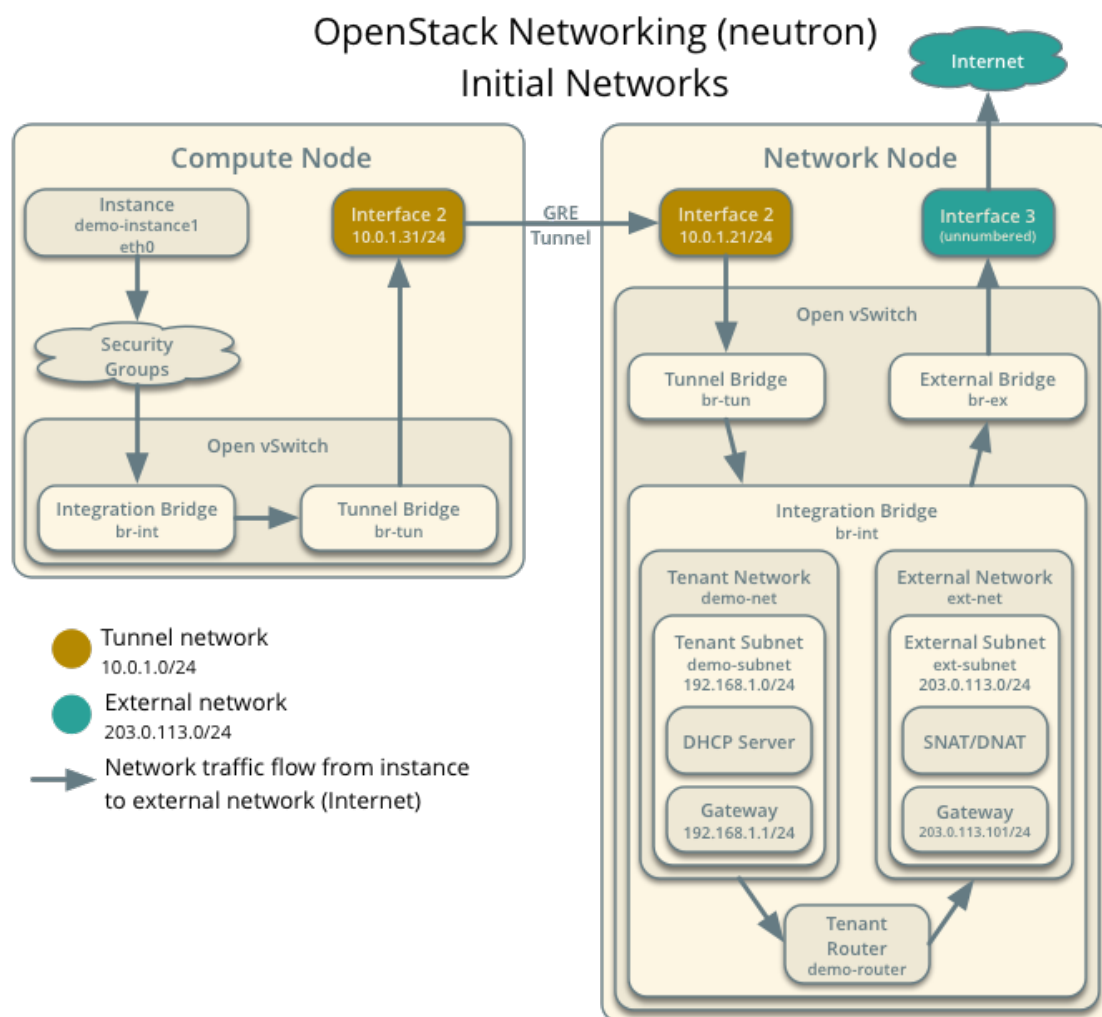 OpenStack Networking (neutron)
Initial Networks
Internet
Compute Node
Instance
demo-instance1
eth0
Interface 2
10.0.1.31/24
Security
Groups
Open vSwitch
Integration Bridge
br-int
Tunnel Bridge
br-tun
GRE
Tunnel
Network Node
Interface 2
10.0.1.21/24
Interface 3
(unnumbered)
Open vSwitch
Tunnel Bridge
br-tun
External Bridge
br-ex
Integration Bridge
br-int
Tenant Network
demo-net
Tenant Subnet
demo-subnet
192.168.1.0/24
DHCP Server
Gateway
192.168.1.1/24
External Network
ext-net
External Subnet
ext-subnet
203.0.113.0/24
SNAT/DNAT
Gateway
203.0.113.101/24
Tenant
Router
demo-router
Tunnel network
10.0.1.0/24
External network
203.0.113.0/24
Network traffic flow from instance
to external network (Internet)